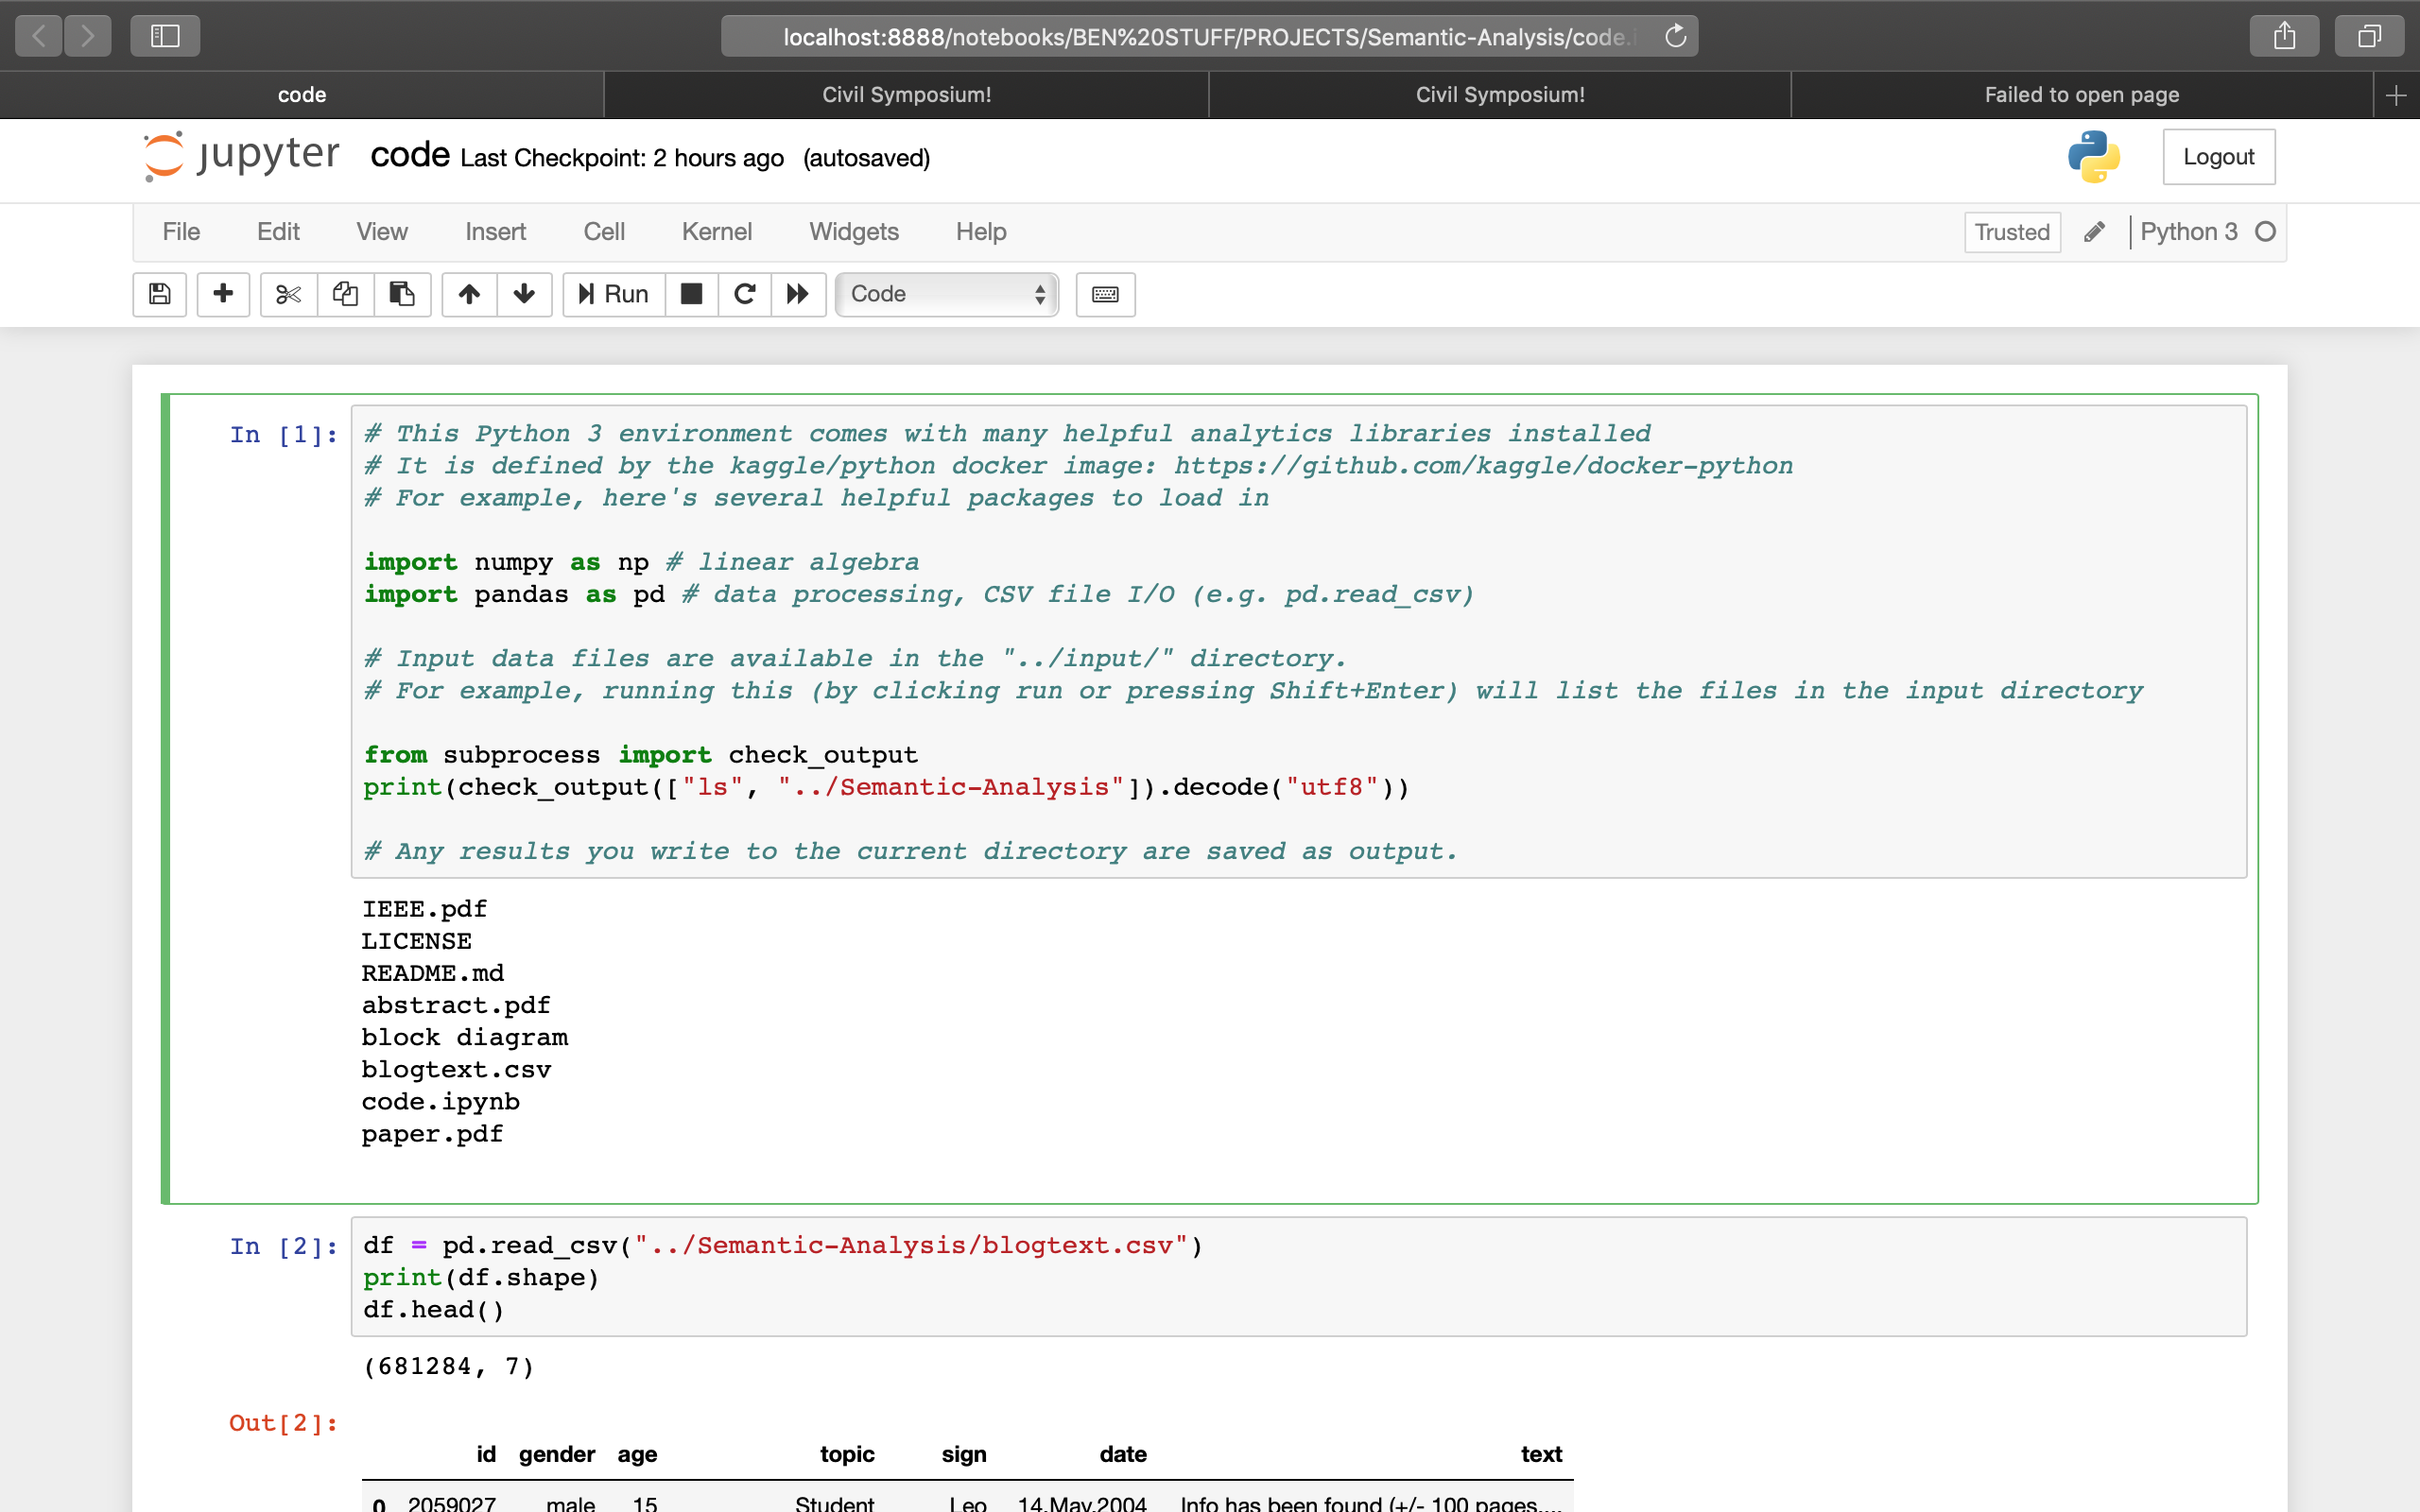 localhost:8888/notebooks/BEN%20STUFF/PROJECTS/Semantic-Analysis/code.i
code
Civil Symposium!
Civil Symposium!
Failed to open page
jupyter code Last Checkpoint: 2 hours ago (autosaved)
Logout
File Edit View Insert Cell Kernel Widgets Help
Trusted Python 3
Run Code
In [1]:
# This Python 3 environment comes with many helpful analytics libraries installed
# It is defined by the kaggle/python docker image: https://github.com/kaggle/docker-python
# For example, here's several helpful packages to load in
import numpy as np # linear algebra
import pandas as pd # data processing, CSV file I/O (e.g. pd.read_csv)
# Input data files are available in the "../input/" directory.
# For example, running this (by clicking run or pressing Shift+Enter) will list the files in the input directory
from subprocess import check_output
print(check_output(["ls", "../Semantic-Analysis"]).decode("utf8"))
# Any results you write to the current directory are saved as output.
IEEE.pdf
LICENSE
README.md
abstract.pdf
block diagram
blogtext.csv
code.ipynb
paper.pdf
In [2]:
df = pd.read_csv("../Semantic-Analysis/blogtext.csv")
print(df.shape)
df.head()
(681284, 7)
Out[2]:
id gender age topic sign date text
0 2059027 male 15 Student Leo 14,May,2004 Info has been found (+/- 100 pages,...